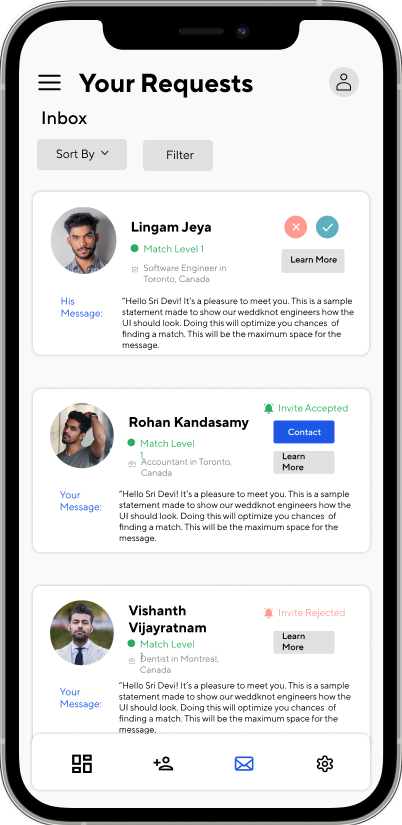 Your Requests
Inbox
Sort By
Filter
Lingam Jeya
Match Level 1
Software Engineer in
Toronto, Canada
Learn More
His
Message:
"Hello Sri Devi! It's a pleasure to meet you. This is a sample
statement made to show our weddknot engineers how the
UI should look. Doing this will optimize you chances of
finding a match. This will be the maximum space for the
message.
Invite Accepted
Rohan Kandasamy
Contact
Match Level
1
Accountant in Toronto,
Canada
Learn
More
Your
Message:
"Hello Sri Devi! It's a pleasure to meet you. This is a sample
statement made to show our weddknot engineers how the
UI should look. Doing this will optimize you chances of
finding a match. This will be the maximum space for the
message.
Vishanth
Vijayratnam
Invite Rejected
Match Level
1
Dentist in Montreal,
Canada
Learn
More
Your
Message:
"Hello Sri Devi! It's a pleasure to meet you. This is a sample
statement made to show our weddknot engineers how the
UI should look. Doing this will optimize you chances of
finding a match. This will be the maximum space for the
message.